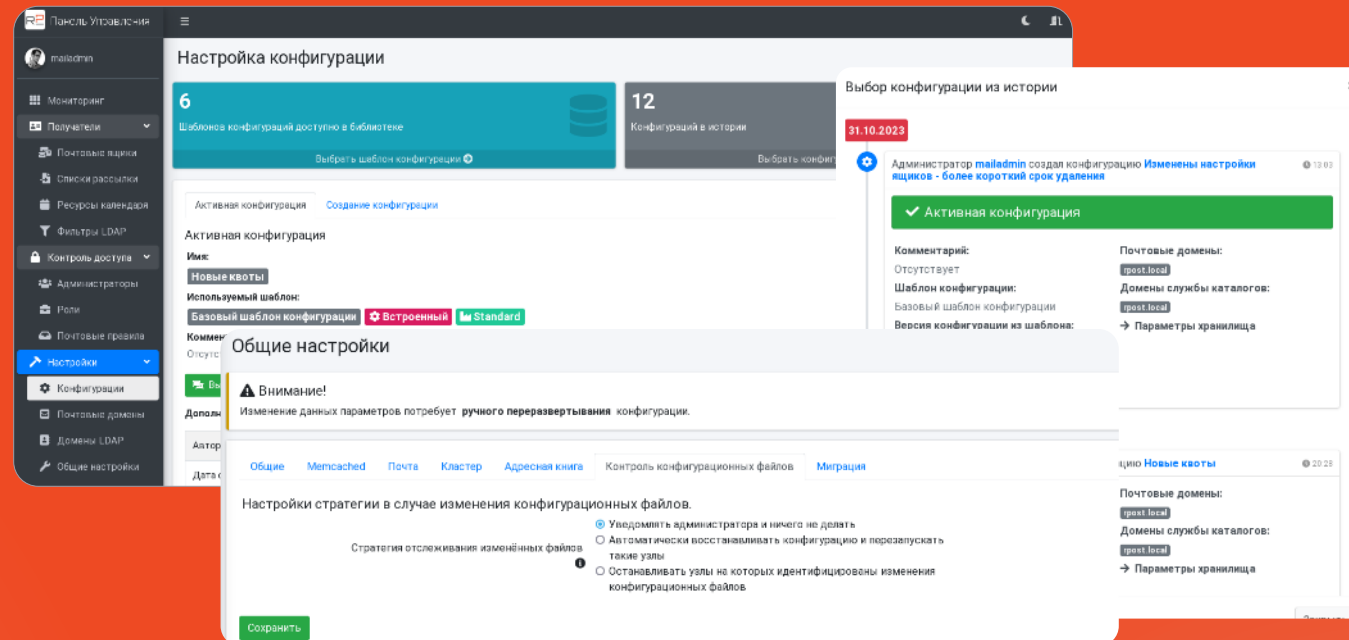 R2 Панель Управления
mailadmin
Мониторинг
Получатели
Почтовые ящики
Списки рассылки
Ресурсы календаря
Фильтры LDAP
Контроль доступа
Администраторы
Роли
Почтовые правила
Настройки
Конфигурации
Почтовые домены
Домены LDAP
Общие настройки
Настройка конфигурации
6
Шаблонов конфигураций доступно в библиотеке
Выбрать шаблон конфигурации
12
Конфигураций в истории
Выбрать
Активная конфигурация Создание конфигурации
Активная конфигурация
Имя:
Новые квоты
Используемый шаблон:
Базовый шаблон конфигурации Встроенный Standard
Выбор конфигурации из истории
31.10.2023
Администратор mailadmin создал конфигурацию Изменены настройки
ящиков - более короткий срок удаления
13:03
Активная конфигурация
Комментарий:
Отсутствует
Шаблон конфигурации:
Базовый шаблон конфигурации
Версия конфигурации из шаблона:
Почтовые домены:
rpost.local
Домены службы каталогов:
rpost.local
→ Параметры хранилища
Новые квоты
20:28
Почтовые домены:
rpost.local
Домены службы каталогов:
rpost.local
→ Параметры хранилища
Общие настройки
Внимание!
Изменение данных параметров потребует ручного переразвертывания конфигурации.
Общие Memcached Почта Кластер Адресная книга Контроль конфигурационных файлов Миграция
Настройки стратегии в случае изменения конфигурационных файлов.
Стратегия отслеживания изменённых файлов
Уведомлять администратора и ничего не делать
Автоматически восстанавливать конфигурацию и перезапускать
такие узлы
Останавливать узлы на которых идентифицированы изменения
конфигурационных файлов
Сохранить